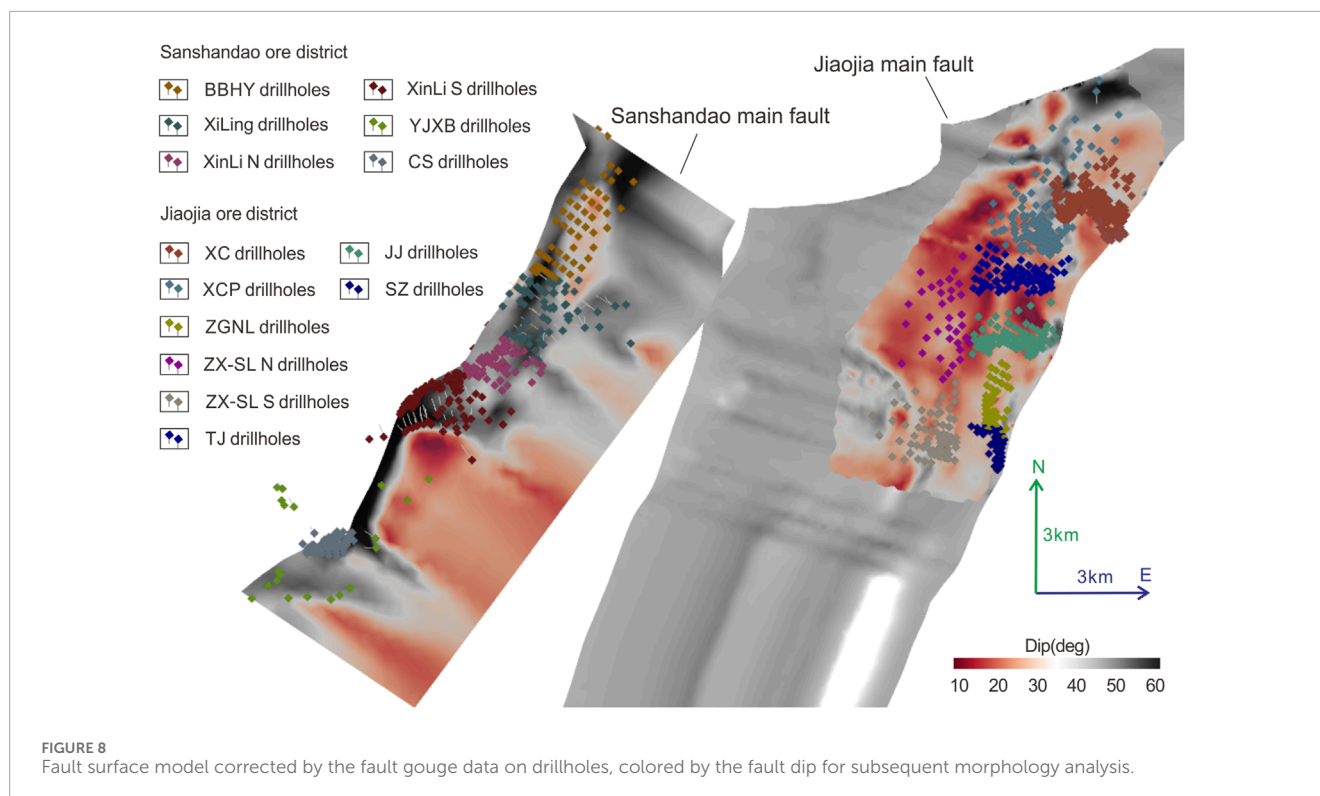 Sanshandao ore district
BBHY drillholes
XinLi S drillholes
XiLing drillholes
YJXB drillholes
XinLi N drillholes
CS drillholes
Jiaojia ore district
XC drillholes
JJ drillholes
XCP drillholes
SZ drillholes
ZGNL drillholes
ZX-SL N drillholes
ZX-SL S drillholes
TJ drillholes
Sanshandao main fault
Jiaojia main fault
N
3km
3km E
Dip(deg)
10 20 30 40 50 60
FIGURE 8
Fault surface model corrected by the fault gouge data on drillholes, colored by the fault dip for subsequent morphology analysis.